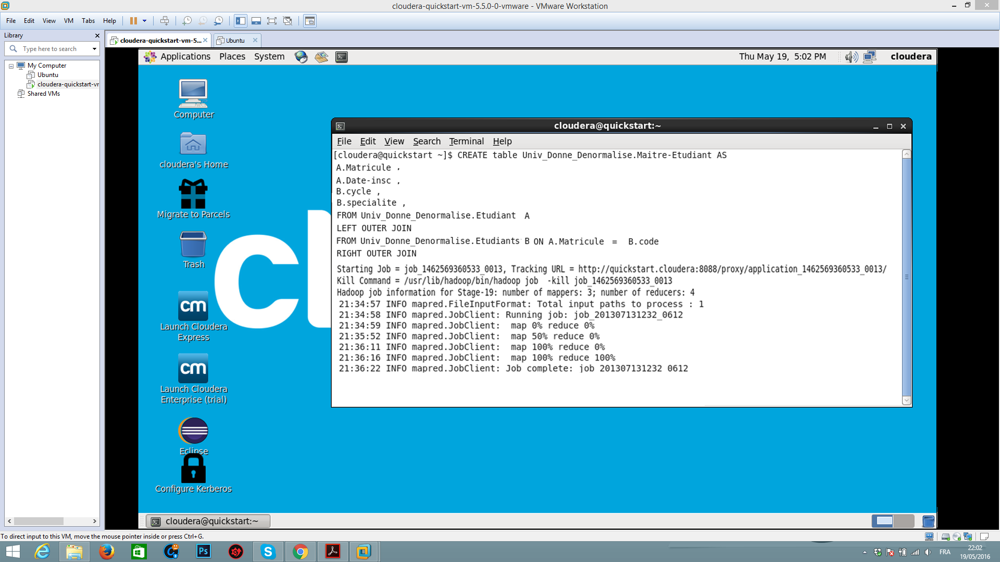 cloudera-quickstart-vm-5.5.0-0-vmware - VMware Workstation
File Edit View VM Tabs Help
Library
cloudera-quickstart-vm-5...
Ubuntu
Type here to search
My Computer
Ubuntu
cloudera-quickstart-vr
Shared VMs
Applications Places System
Thu May 19, 5:02 PM
cloudera
Computer
cloudera's Home
Migrate to Parcels
Trash
cm
Launch Cloudera
Express
cm
Launch Cloudera
Enterprise (trial)
Eclipse
Configure Kerberos
cl
cloudera@quickstart:~
File Edit View Search Terminal Help
[cloudera@quickstart ~]$ CREATE table Univ_Donne_Denormalise.Maitre-Etudiant AS
A.Matricule ,
A.Date-insc ,
B.cycle ,
B.specialite ,
FROM Univ_Donne_Denormalise.Etudiant A
LEFT OUTER JOIN
FROM Univ_Donne_Denormalise.Etudiants B ON A.Matricule = B.code
RIGHT OUTER JOIN
Starting Job = job_1462569360533_0013, Tracking URL = http://quickstart.cloudera:8088/proxy/application_1462569360533_0013/
Kill Command = /usr/lib/hadoop/bin/hadoop job -kill job_1462569360533_0013
Hadoop job information for Stage-19: number of mappers: 3; number of reducers: 4
21:34:57 INFO mapred.FileInputFormat: Total input paths to process : 1
21:34:58 INFO mapred.JobClient: Running job: job_201307131232_0612
21:34:59 INFO mapred.JobClient: map 0% reduce 0%
21:35:52 INFO mapred.JobClient: map 50% reduce 0%
21:36:11 INFO mapred.JobClient: map 100% reduce 0%
21:36:16 INFO mapred.JobClient: map 100% reduce 100%
21:36:22 INFO mapred.JobClient: Job complete: job 201307131232 0612
cloudera@quickstart:~
To direct input to this VM, move the mouse pointer inside or press Ctrl+G.
Ps
FRA
22:02
19/05/2016